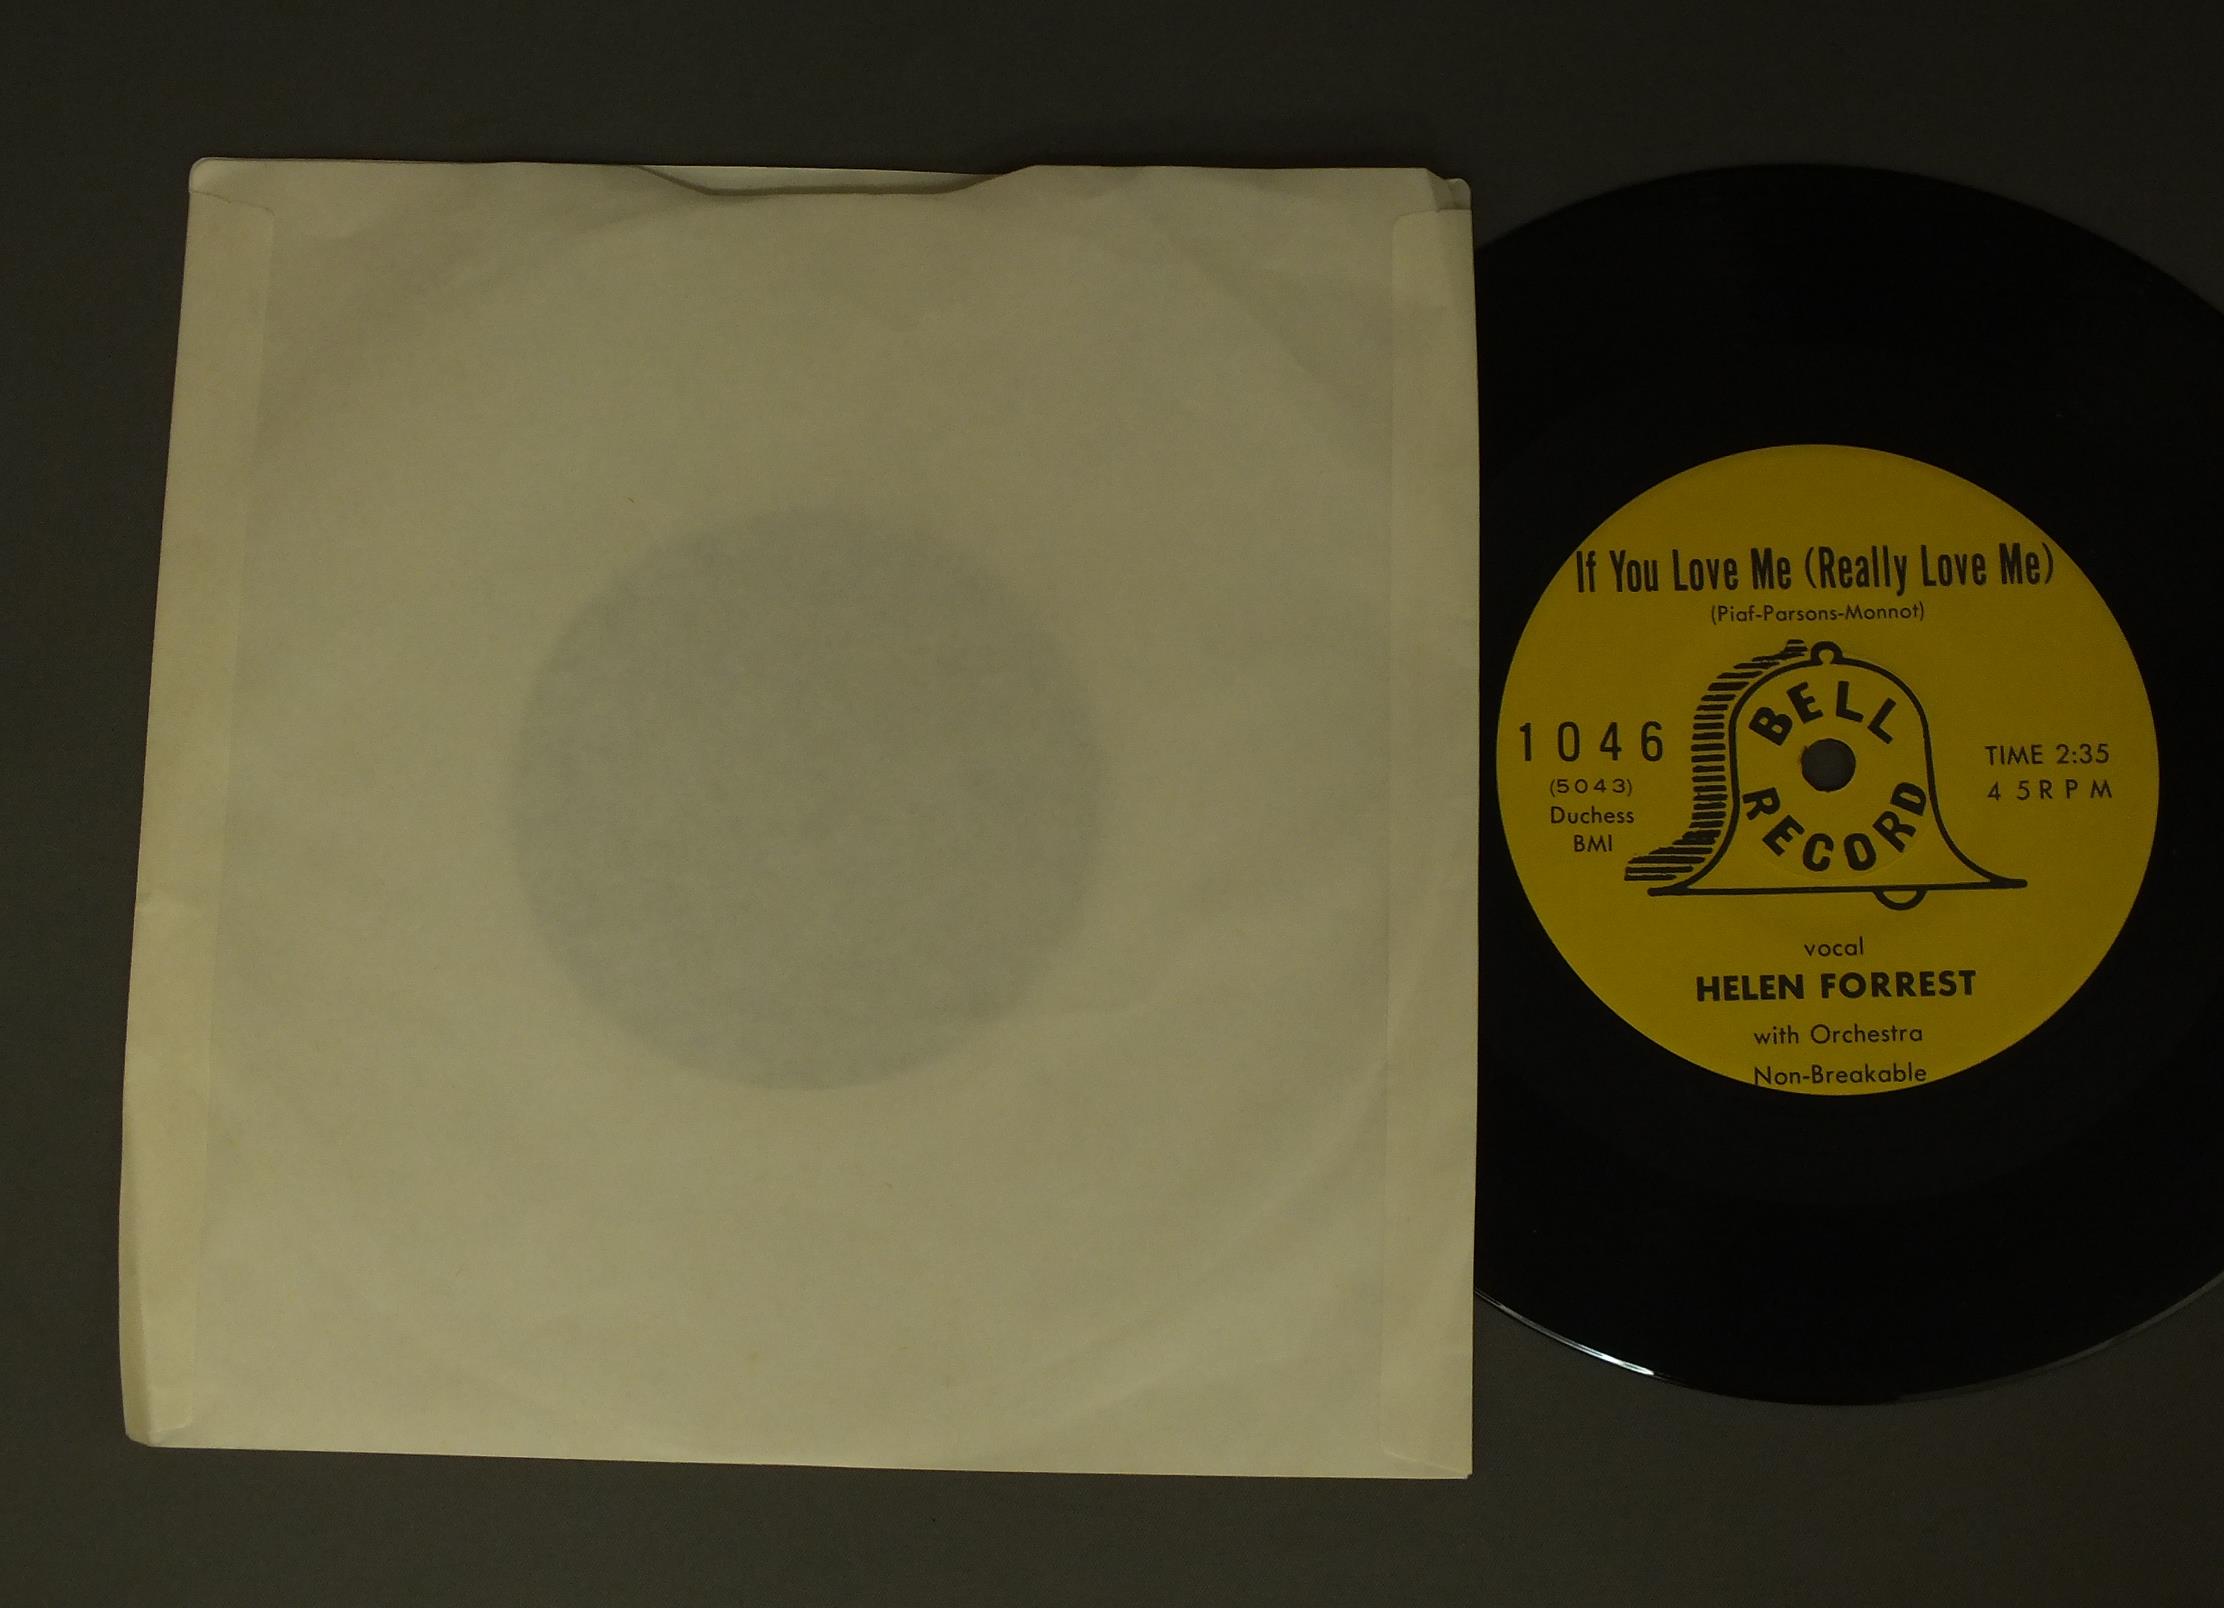 If You Love Me (Really Love Me)
(Piaf-Parsons-Monnot)
BELL
RECORD
1046
(5043)
Duchess
BMI
TIME 2:35
45RPM
vocal
HELEN FORREST
with Orchestra
Non-Breakable